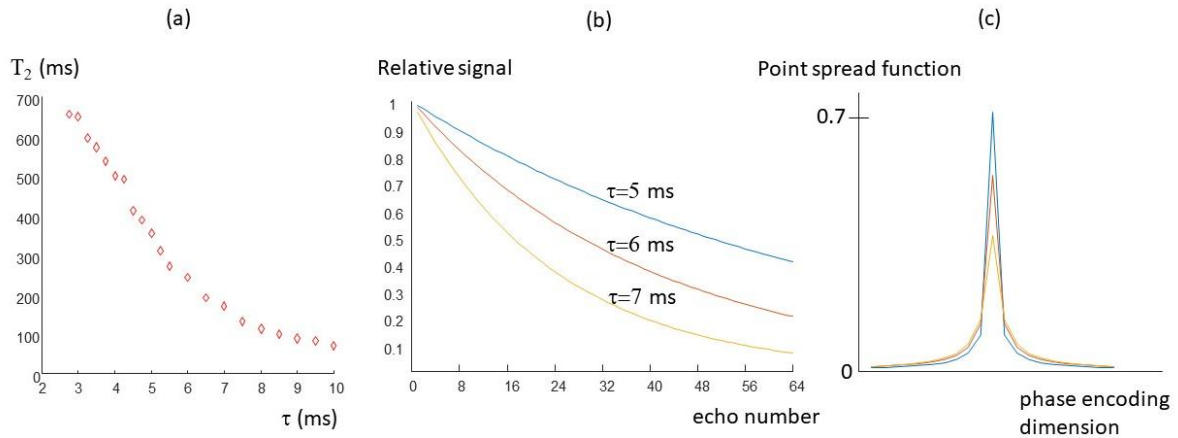 (a)
T2 (ms)
700
600
500
400
300
200
100
0
2 3 4 5 6 7 8 9 10
τ (ms)
(b)
Relative signal
1
0.9
0.8
0.7
0.6
0.5
0.4
0.3
0.2
0.1
τ=5 ms
τ=6 ms
τ=7 ms
0 8 16 24 32 40 48 56 64
echo number
(c)
Point spread function
0.7
0
phase encoding
dimension